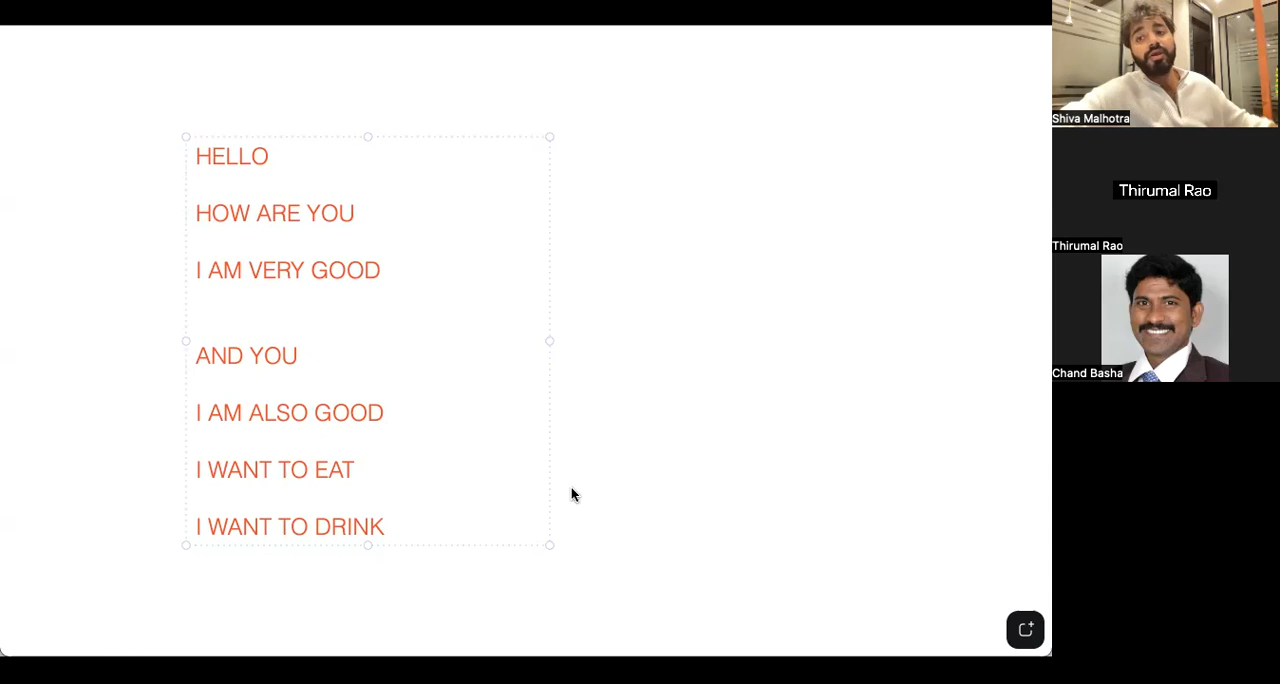 HELLO
HOW ARE YOU
I AM VERY GOOD
AND YOU
I AM ALSO GOOD
I WANT TO EAT
I WANT TO DRINK
Shiva Malhotra
Thirumal Rao
Thirumal Rao
Chand Basha